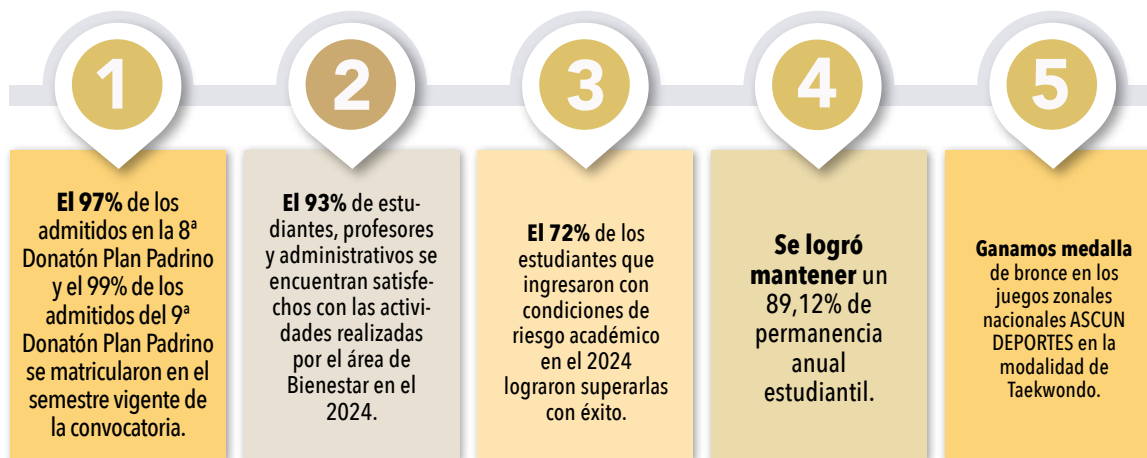 1
El 97% de los
admitidos en la 8ª
Donatón Plan Padrino
y el 99% de los
admitidos del 9ª
Donatón Plan Padrino
se matricularon en el
semestre vigente de
la convocatoria.
2
El 93% de estu-
diantes, profesores
y administrativos se
encuentran satisfe-
chos con las activi-
dades realizadas
por el área de
Bienestar en el
2024.
3
El 72% de los
estudiantes que
ingresaron con
condiciones de
riesgo académico
en el 2024
lograron superarlas
con éxito.
4
Se logró
mantener un
89,12% de
permanencia
anual
estudiantil.
5
Ganamos medalla
de bronce en los
juegos zonales
nacionales ASCUN
DEPORTES en la
modalidad de
Taekwondo.